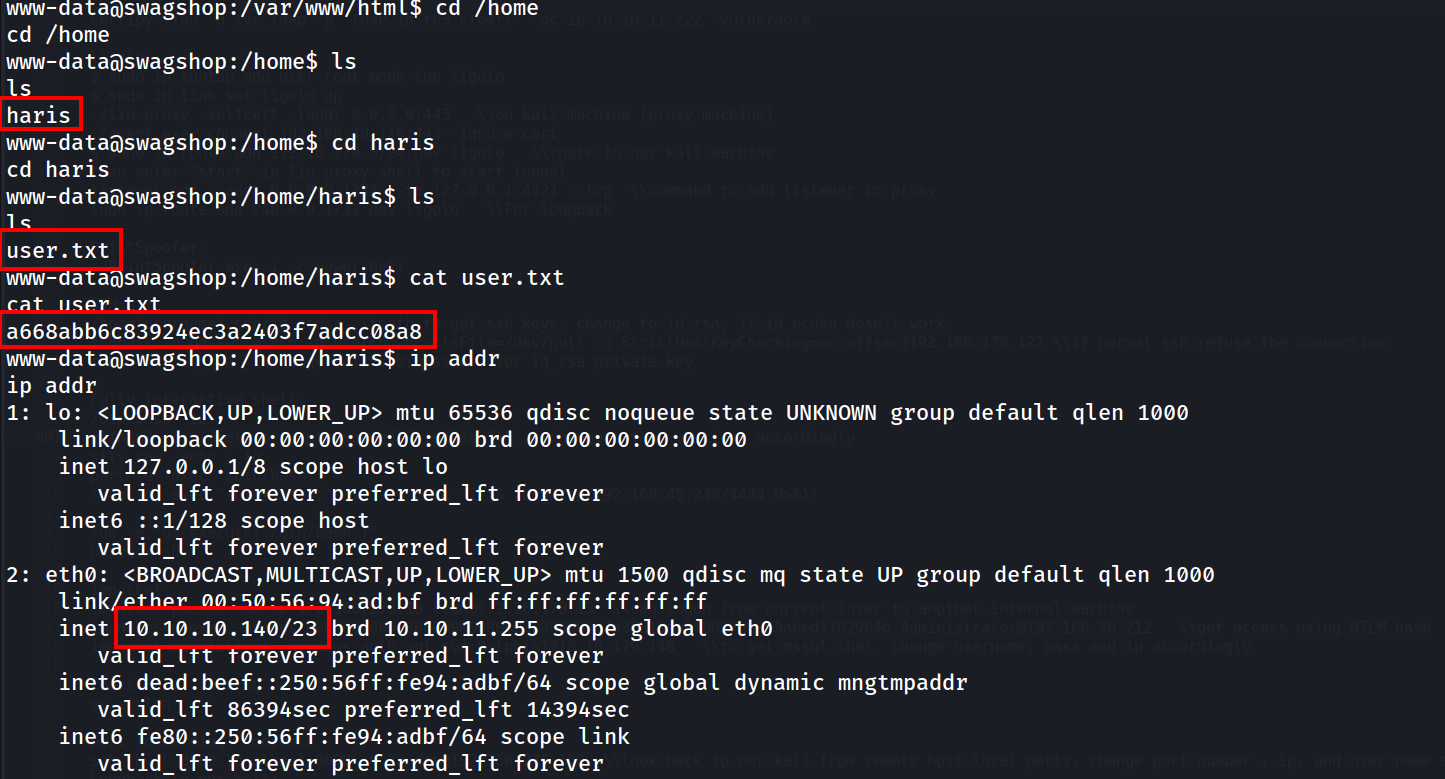 www-data@swagshop:/var/www/html$ cd /home
cd /home
www-data@swagshop:/home$ ls
ls
haris
www-data@swagshop:/home$ cd haris
cd haris
www-data@swagshop:/home/haris$ ls
ls
user.txt
www-data@swagshop:/home/haris$ cat user.txt
cat user.txt
a668abb6c83924ec3a2403f7adcc08a8
www-data@swagshop:/home/haris$ ip addr
ip addr
1: lo: <LOOPBACK,UP,LOWER_UP> mtu 65536 qdisc noqueue state UNKNOWN group default qlen 1000
    link/loopback 00:00:00:00:00:00 brd 00:00:00:00:00:00
    inet 127.0.0.1/8 scope host lo
       valid_lft forever preferred_lft forever
    inet6 ::1/128 scope host
       valid_lft forever preferred_lft forever
2: eth0: <BROADCAST,MULTICAST,UP,LOWER_UP> mtu 1500 qdisc mq state UP group default qlen 1000
    link/ether 00:50:56:94:ad:bf brd ff:ff:ff:ff:ff:ff
    inet 10.10.10.140/23 brd 10.10.11.255 scope global eth0
       valid_lft forever preferred_lft forever
    inet6 dead:beef::250:56ff:fe94:adbf/64 scope global dynamic mngtmpaddr
       valid_lft 86394sec preferred_lft 14394sec
    inet6 fe80::250:56ff:fe94:adbf/64 scope link
       valid_lft forever preferred_lft forever